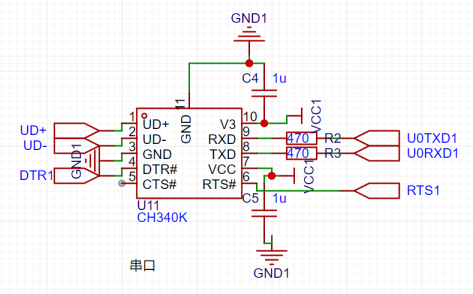 GND1
C4 1u
11
GND
VCC1
UD+ 1 UD+ V3 10
UD- 2 UD- RXD 9 470 R2 U0TXD1
GND1 3 GND TXD 8 470 R3 U0RXD1
DTR1 4 DTR# VCC 7 VCC1
5 CTS# RTS# 6 RTS1
U11 C5 1u
CH340K
GND1
串口